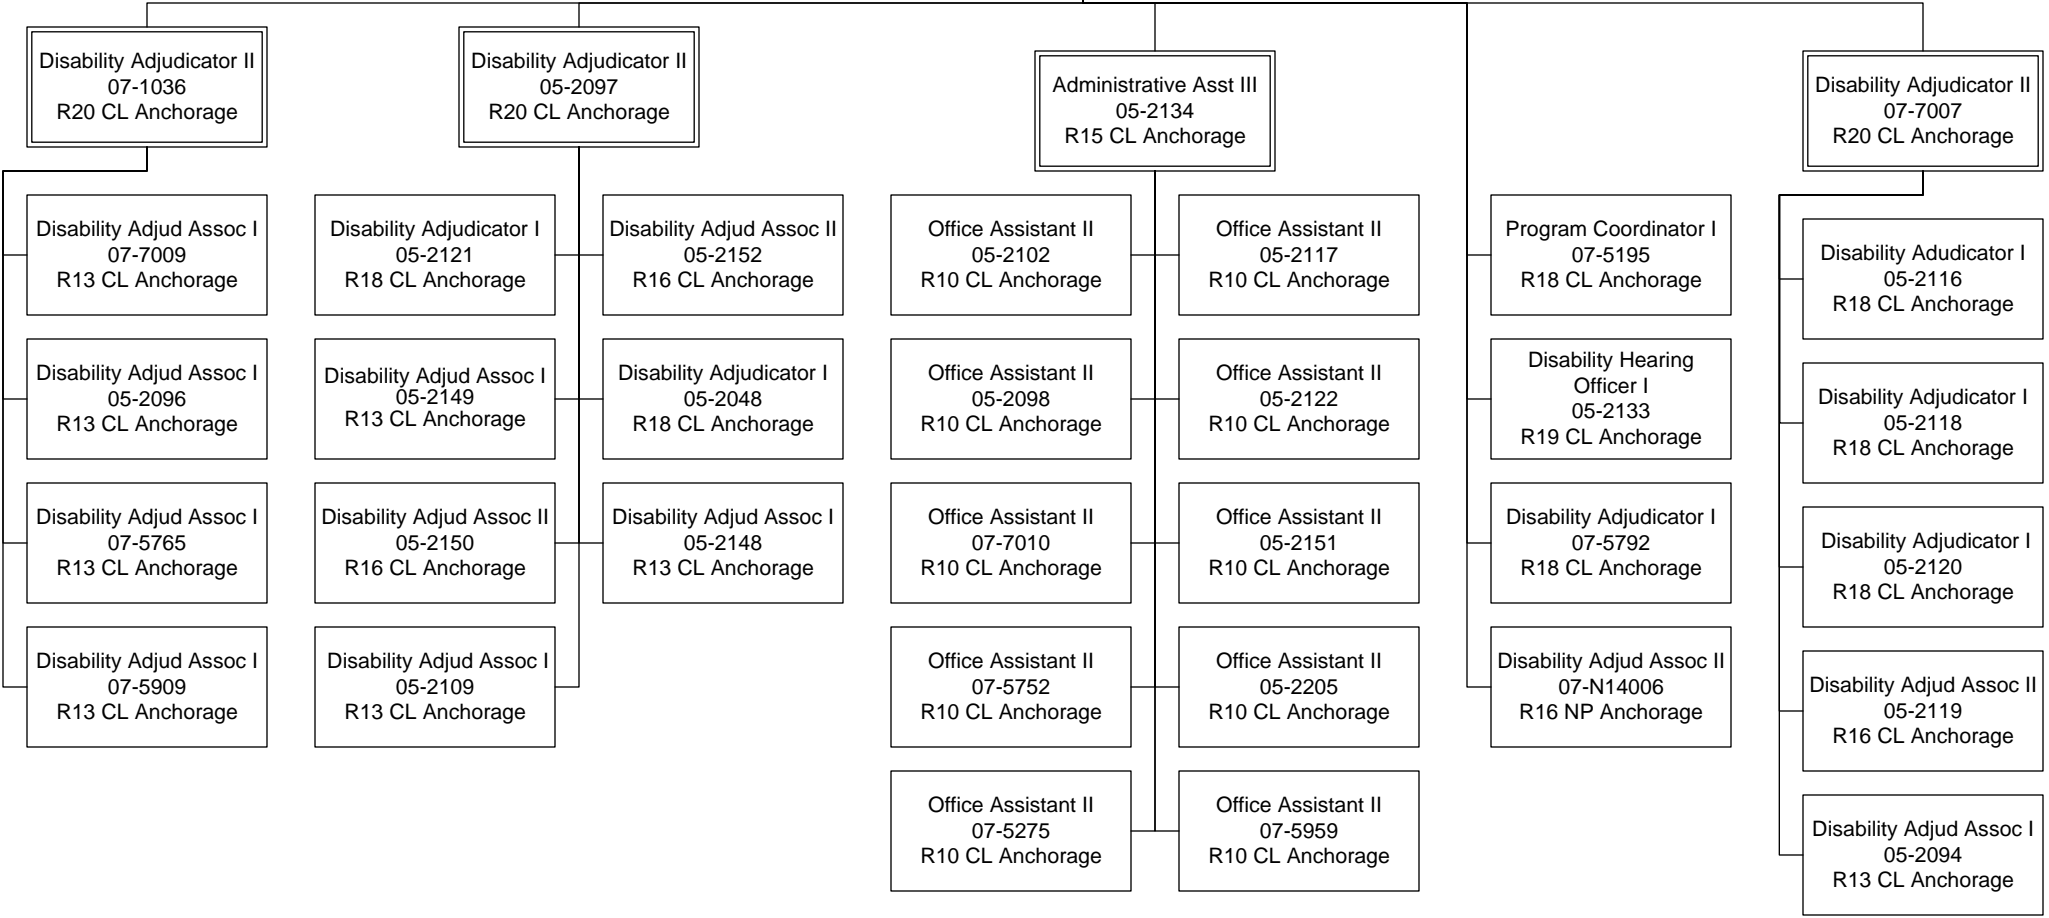 Disability Adjudicator II
07-1036
R20 CL Anchorage
Disability Adjudicator II
05-2097
R20 CL Anchorage
Administrative Asst III
05-2134
R15 CL Anchorage
Disability Adjudicator II
07-7007
R20 CL Anchorage
Disability Adjud Assoc I
07-7009
R13 CL Anchorage
Disability Adjud Assoc I
05-2096
R13 CL Anchorage
Disability Adjud Assoc I
07-5765
R13 CL Anchorage
Disability Adjud Assoc I
07-5909
R13 CL Anchorage
Disability Adjudicator I
05-2121
R18 CL Anchorage
Disability Adjud Assoc II
05-2152
R16 CL Anchorage
Disability Adjud Assoc I
05-2149
R13 CL Anchorage
Disability Adjudicator I
05-2048
R18 CL Anchorage
Disability Adjud Assoc II
05-2150
R16 CL Anchorage
Disability Adjud Assoc I
05-2148
R13 CL Anchorage
Disability Adjud Assoc I
05-2109
R13 CL Anchorage
Office Assistant II
05-2102
R10 CL Anchorage
Office Assistant II
05-2117
R10 CL Anchorage
Office Assistant II
05-2098
R10 CL Anchorage
Office Assistant II
05-2122
R10 CL Anchorage
Office Assistant II
07-7010
R10 CL Anchorage
Office Assistant II
05-2151
R10 CL Anchorage
Office Assistant II
07-5752
R10 CL Anchorage
Office Assistant II
05-2205
R10 CL Anchorage
Office Assistant II
07-5275
R10 CL Anchorage
Office Assistant II
07-5959
R10 CL Anchorage
Program Coordinator I
07-5195
R18 CL Anchorage
Disability Hearing
Officer I
05-2133
R19 CL Anchorage
Disability Adjudicator I
07-5792
R18 CL Anchorage
Disability Adjud Assoc II
07-N14006
R16 NP Anchorage
Disability Adudicator I
05-2116
R18 CL Anchorage
Disability Adjudicator I
05-2118
R18 CL Anchorage
Disability Adjudicator I
05-2120
R18 CL Anchorage
Disability Adjud Assoc II
05-2119
R16 CL Anchorage
Disability Adjud Assoc I
05-2094
R13 CL Anchorage